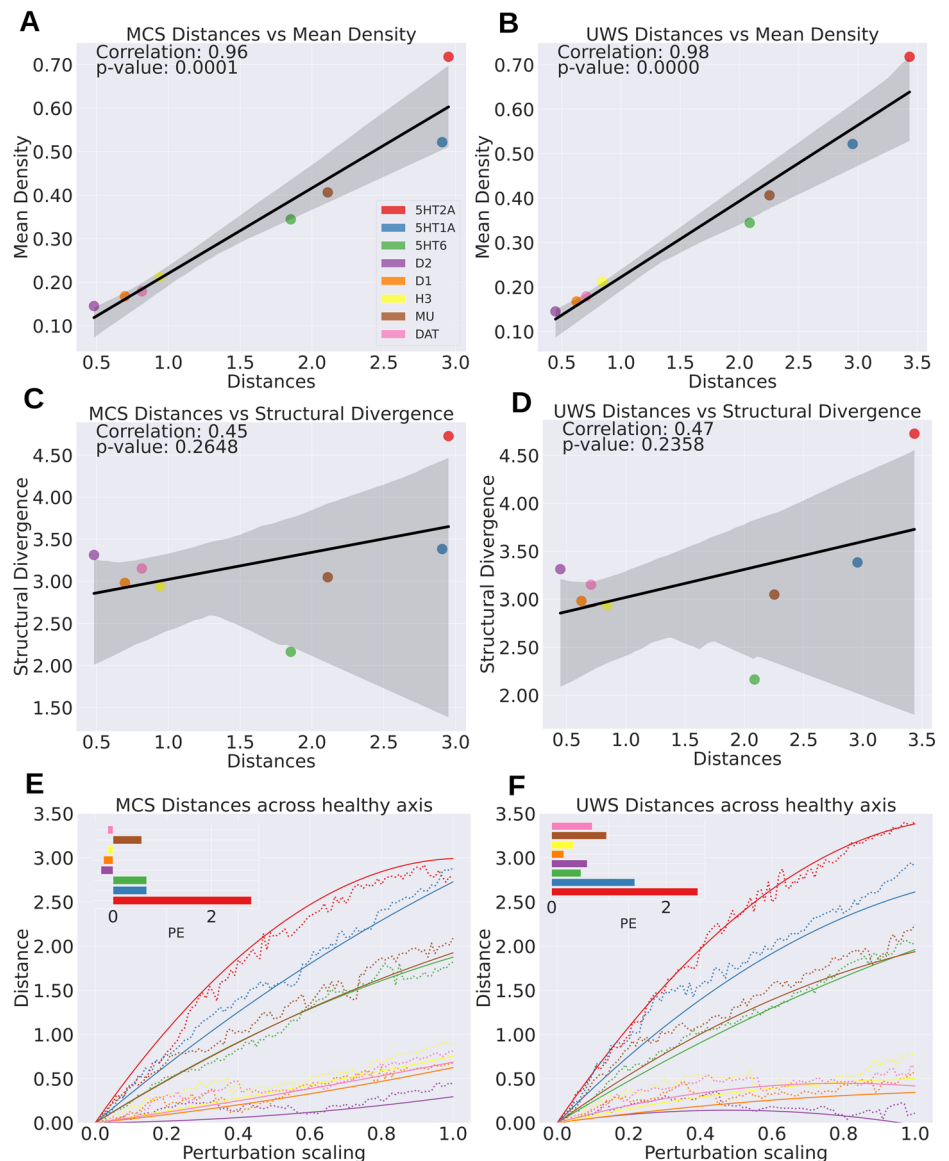 A
MCS Distances vs Mean Density
Correlation: 0.96
p-value: 0.0001
Mean Density
0.70
0.60
0.50
0.40
0.30
0.20
0.10
5HT2A
5HT1A
5HT6
D2
D1
H3
MU
DAT
0.5 1.0 1.5 2.0 2.5 3.0
Distances
B
UWS Distances vs Mean Density
Correlation: 0.98
p-value: 0.0000
Mean Density
0.70
0.60
0.50
0.40
0.30
0.20
0.10
0.5 1.0 1.5 2.0 2.5 3.0 3.5
Distances
C
MCS Distances vs Structural Divergence
Correlation: 0.45
p-value: 0.2648
Structural Divergence
4.50
4.00
3.50
3.00
2.50
2.00
1.50
0.5 1.0 1.5 2.0 2.5 3.0
Distances
D
UWS Distances vs Structural Divergence
Correlation: 0.47
p-value: 0.2358
Structural Divergence
4.50
4.00
3.50
3.00
2.50
2.00
0.5 1.0 1.5 2.0 2.5 3.0 3.5
Distances
E
MCS Distances across healthy axis
Distance
3.50
3.00
2.50
2.00
1.50
1.00
0.50
0.00
0 2
PE
0.0 0.2 0.4 0.6 0.8 1.0
Perturbation scaling
F
UWS Distances across healthy axis
Distance
3.50
3.00
2.50
2.00
1.50
1.00
0.50
0.00
0 2
PE
0.0 0.2 0.4 0.6 0.8 1.0
Perturbation scaling